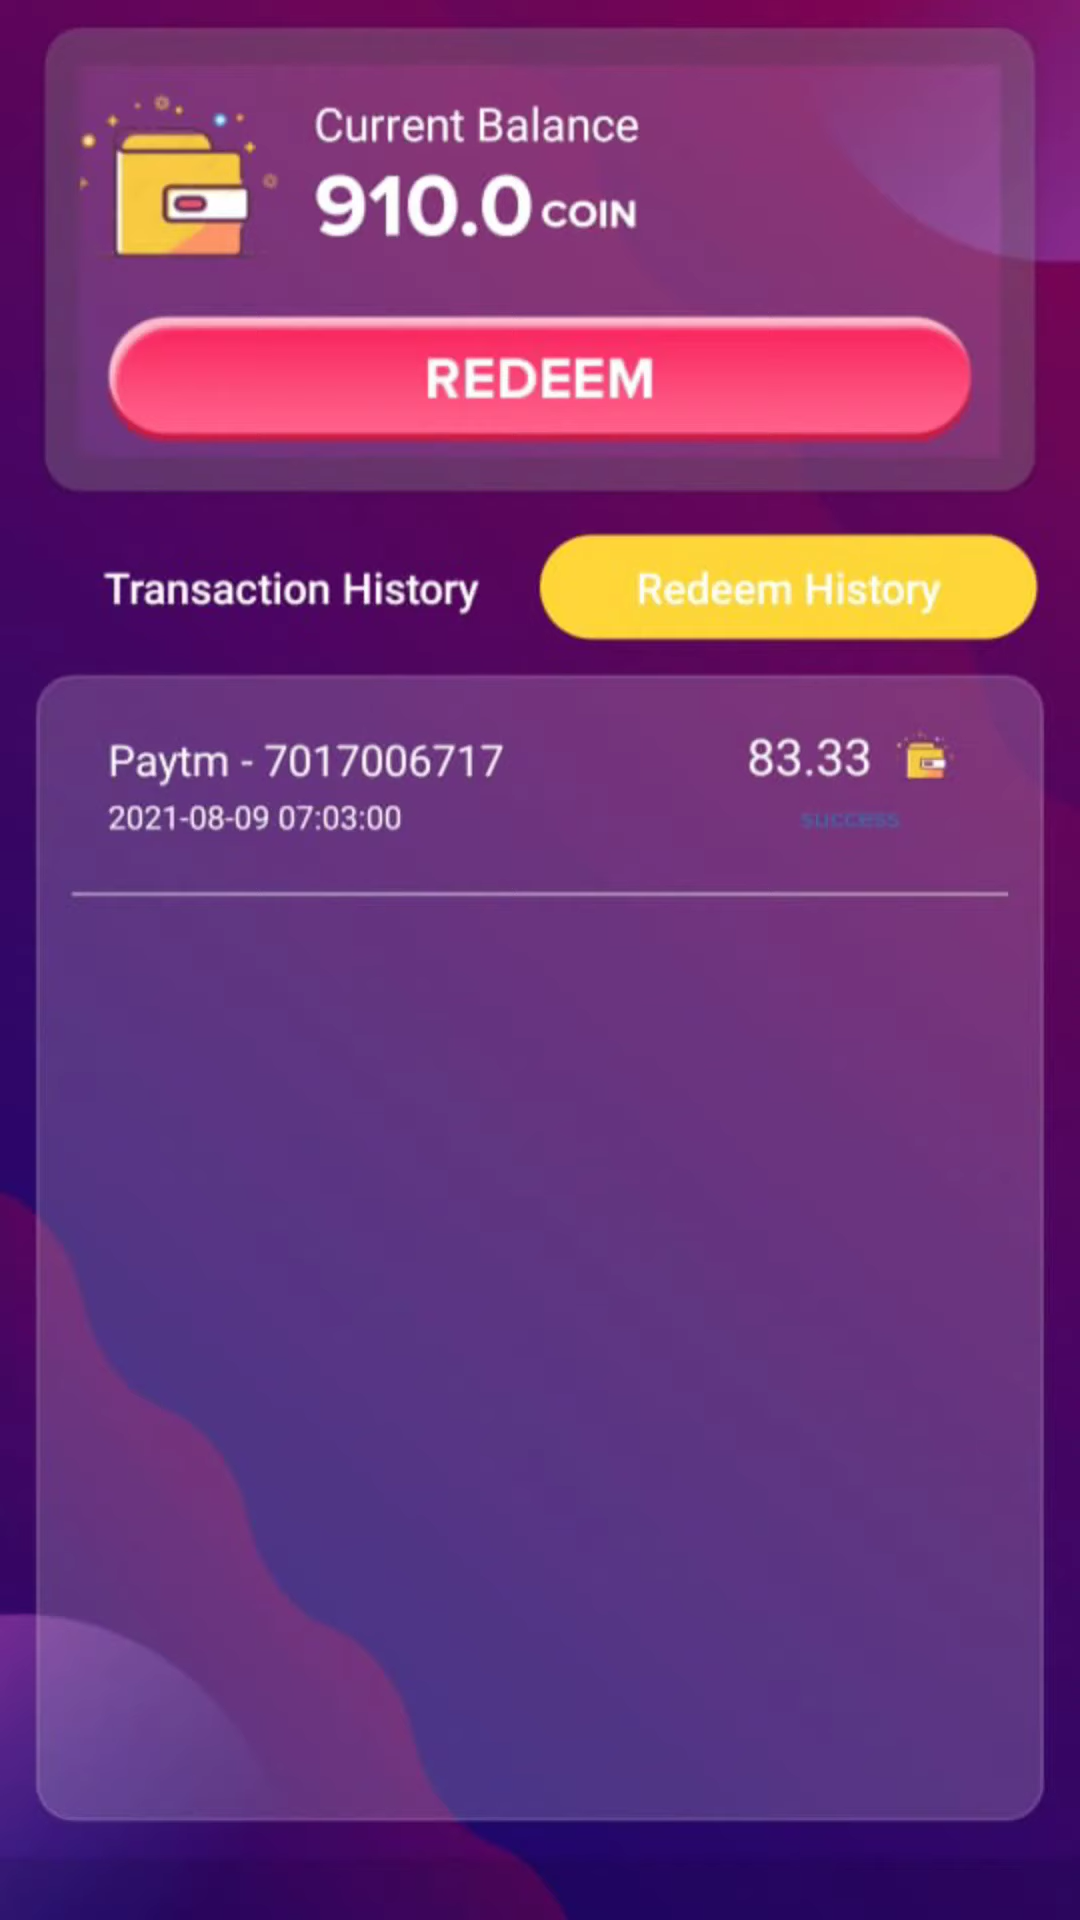 Current Balance
910.0 COIN
REDEEM
Transaction History
Redeem History
Paytm - 7017006717
83.33
2021-08-09 07:03:00
success